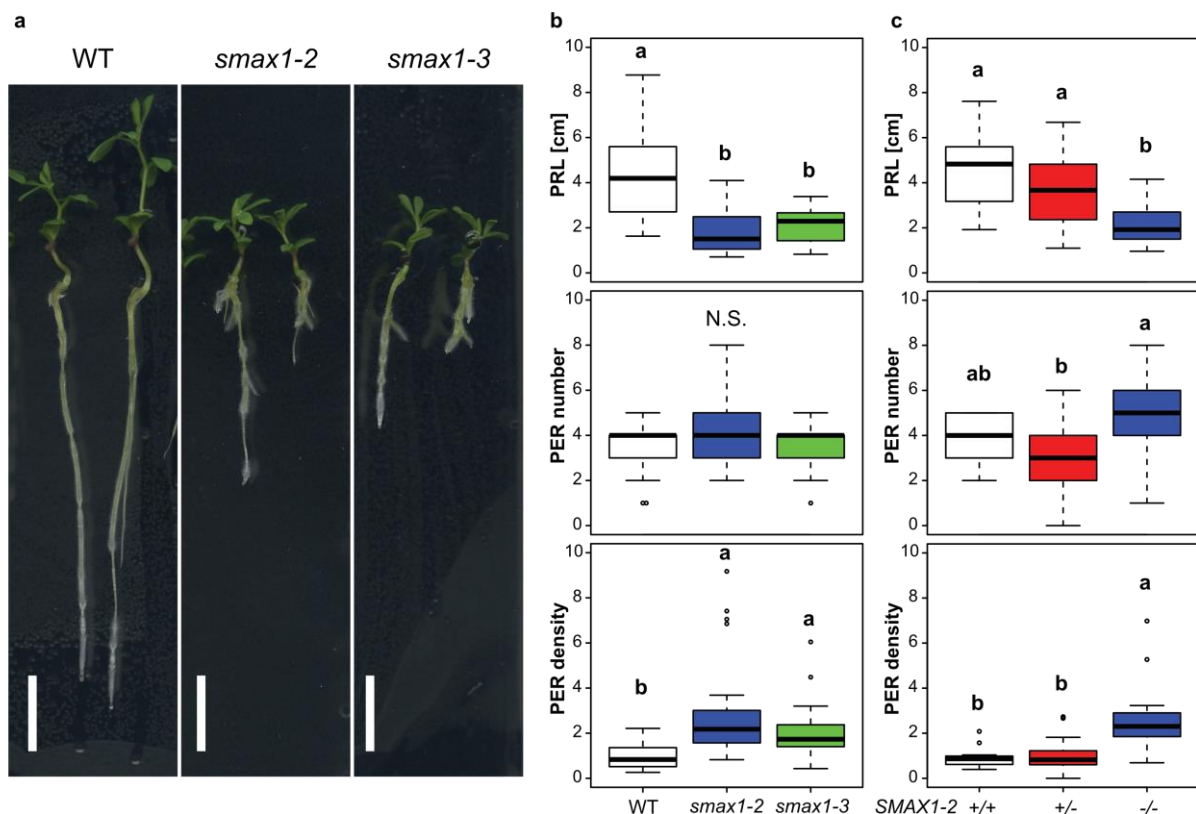 a
WT smax1-2 smax1-3
b
PRL [cm]
10
8
6
4
2
0
a
b
b
PER number
10
8
6
4
2
0
N.S.
PER density
10
8
6
4
2
0
b
a
a
WT smax1-2 smax1-3
c
PRL [cm]
10
8
6
4
2
0
a
a
b
PER number
10
8
6
4
2
0
ab
b
a
PER density
10
8
6
4
2
0
b
b
a
SMAX1-2 +/+ +/- -/-